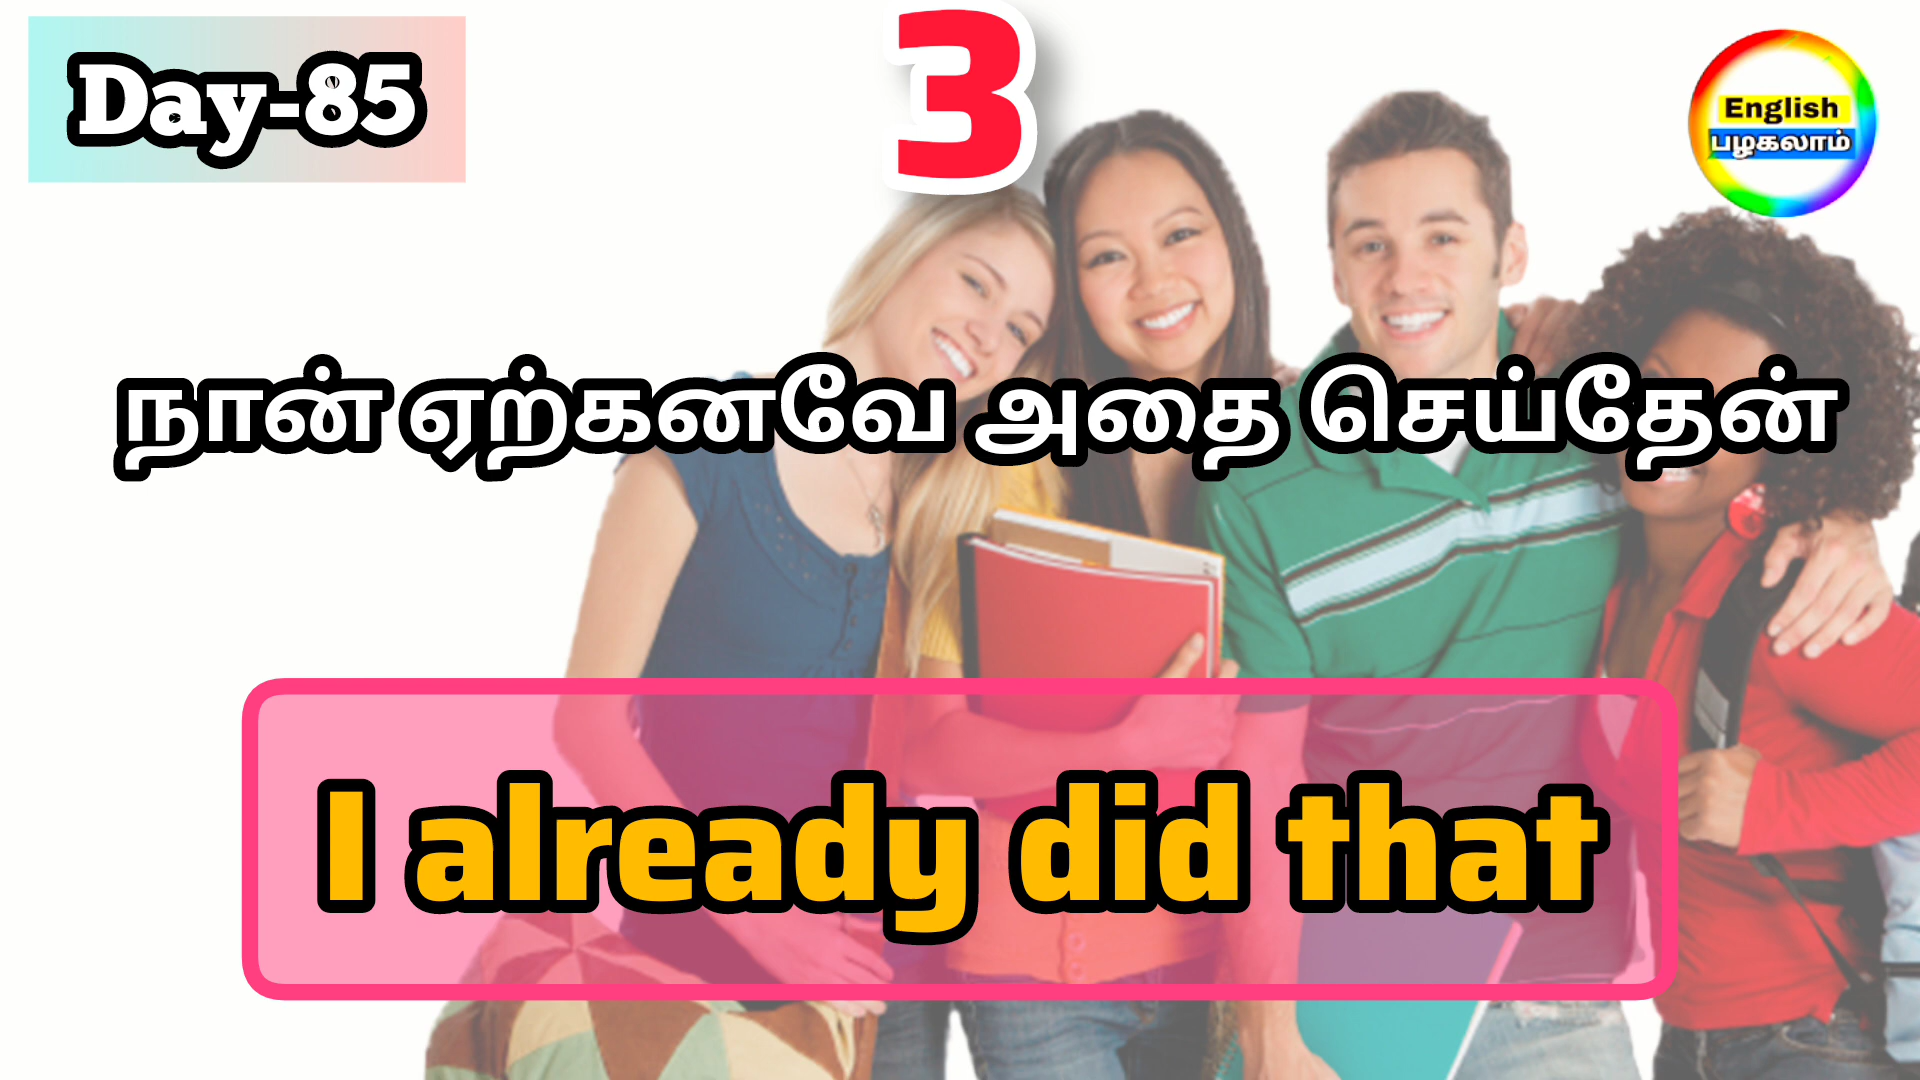 Day-85
3
English
பழகலாம்
நான் ஏற்கனவே அதை செய்தேன்
I already did that